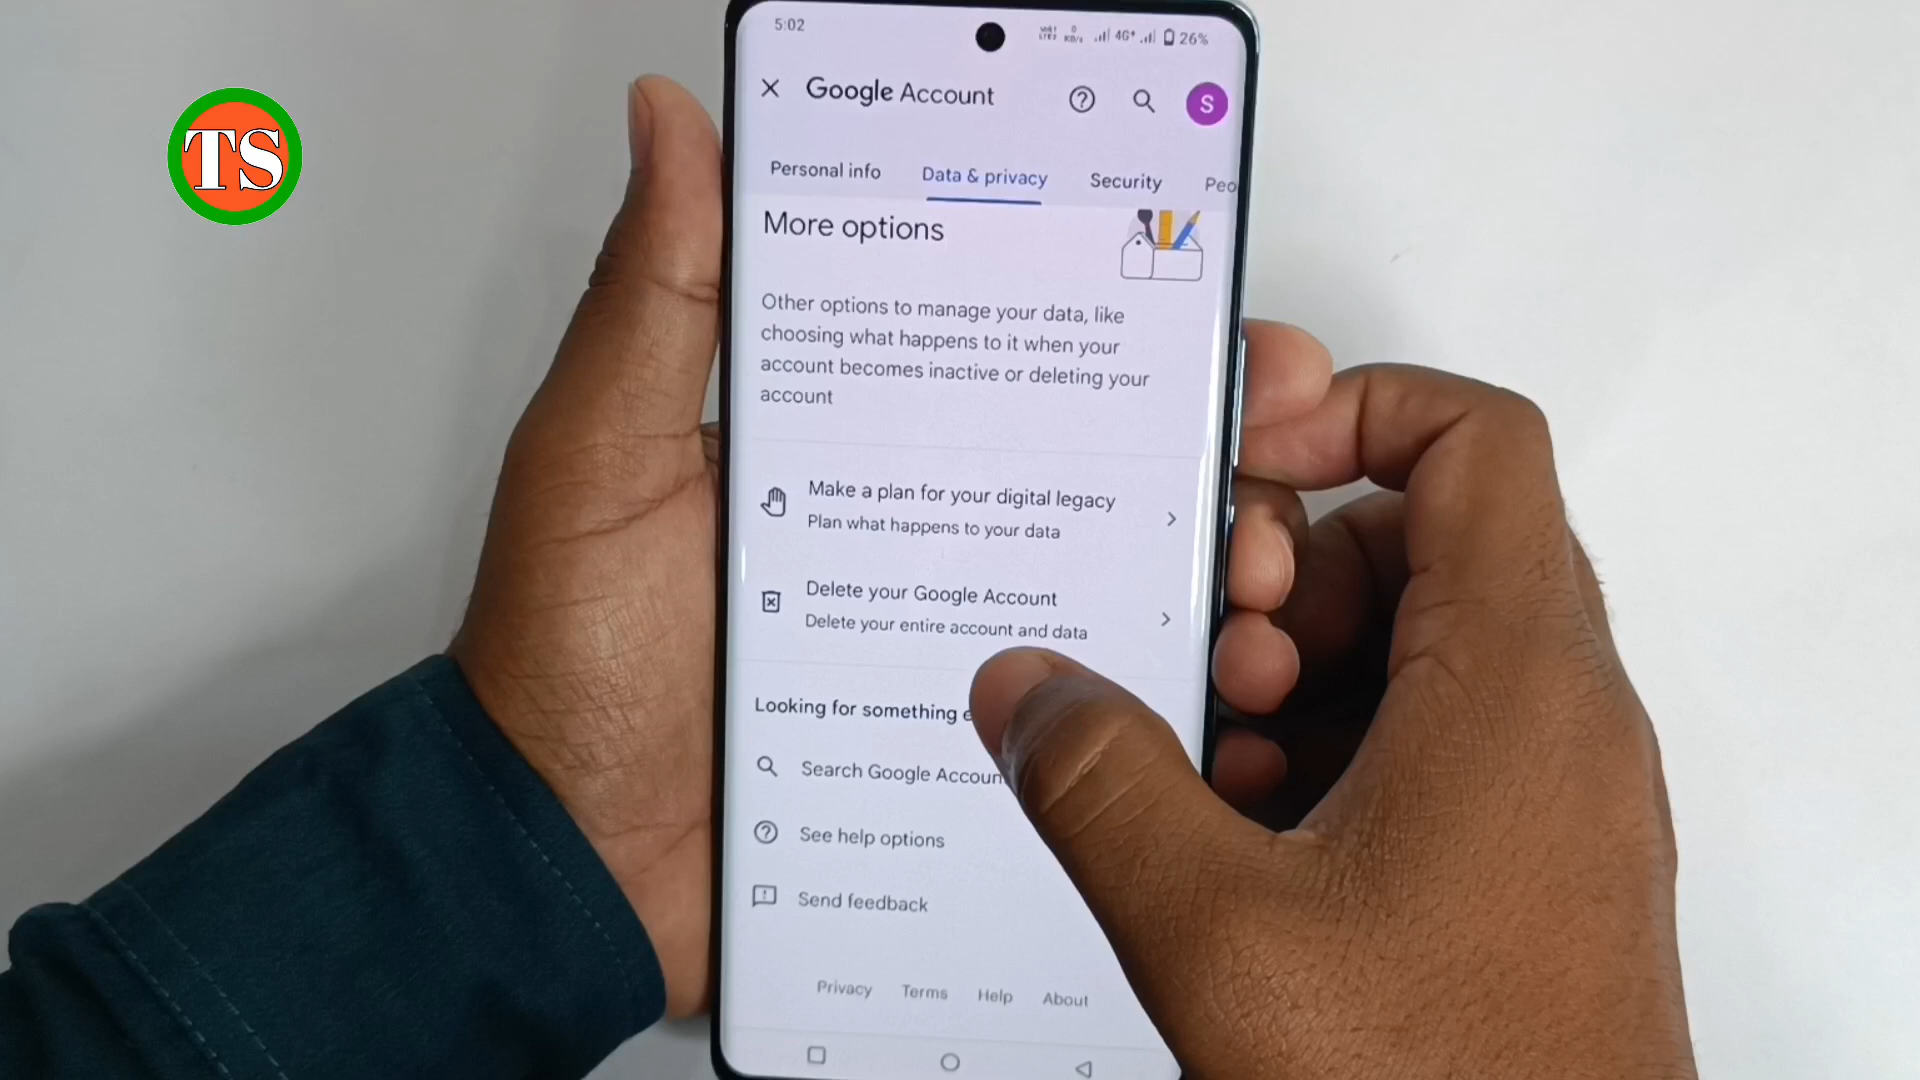 TS
5:02
4G+
26%
Google Account
S
Personal info
Data & privacy
Security
More options
Other options to manage your data, like
choosing what happens to it when your
account becomes inactive or deleting your
account
Make a plan for your digital legacy
Plan what happens to your data
Delete your Google Account
Delete your entire account and data
Looking for something
Search Google
See help options
Send feedback
Privacy
Terms
Help
About